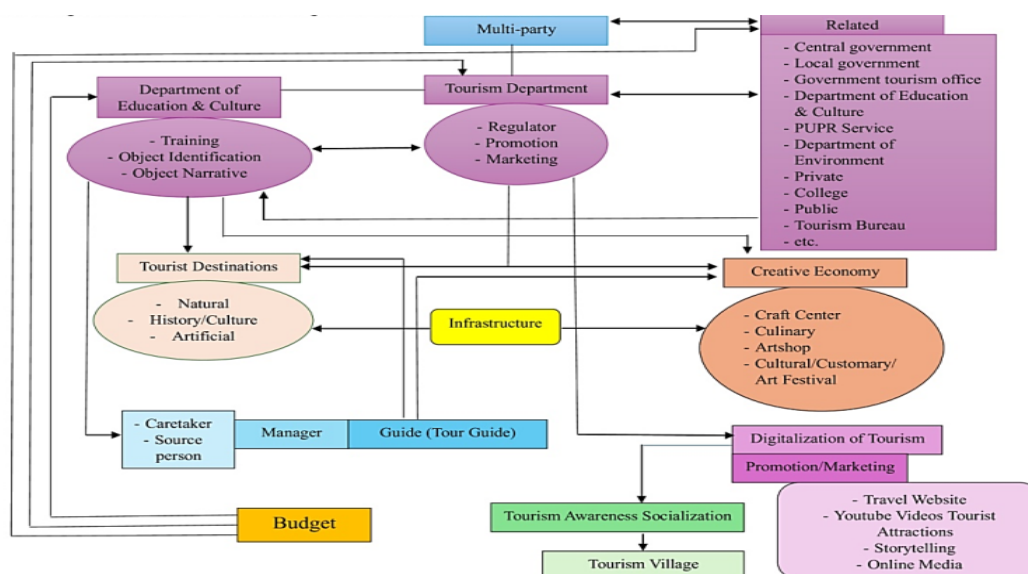 Multi-party
Related
- Central government
- Local government
- Government tourism office
- Department of Education
& Culture
- PUPR Service
- Department of
Environment
- Private
- College
- Public
- Tourism Bureau
- etc.
Department of
Education & Culture
Tourism Department
- Training
- Object Identification
- Object Narrative
- Regulator
- Promotion
- Marketing
Tourist Destinations
Creative Economy
- Natural
- History/Culture
- Artificial
Infrastructure
- Craft Center
- Culinary
- Artshop
- Cultural/Customary/
Art Festival
- Caretaker
- Source
person
Manager
Guide (Tour Guide)
Digitalization of Tourism
Promotion/Marketing
- Travel Website
- Youtube Videos Tourist
Attractions
- Storytelling
- Online Media
Budget
Tourism Awareness Socialization
Tourism Village